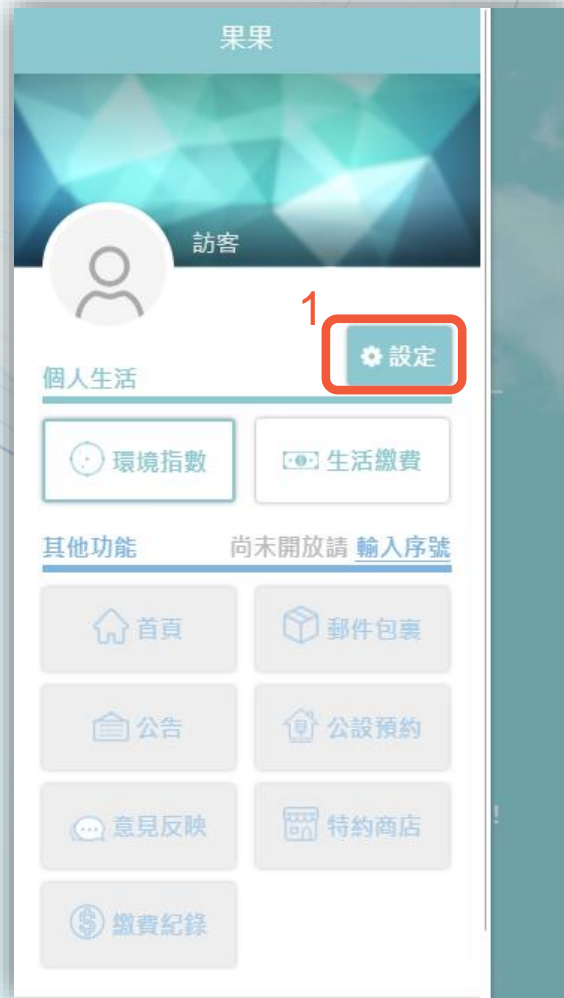 果果
訪客
1
設定
個人生活
環境指數 生活繳費
其他功能 尚未開放請 輸入序號
首頁 郵件包裹
公告 公設預約
意見反映 特約商店
繳費紀錄
!